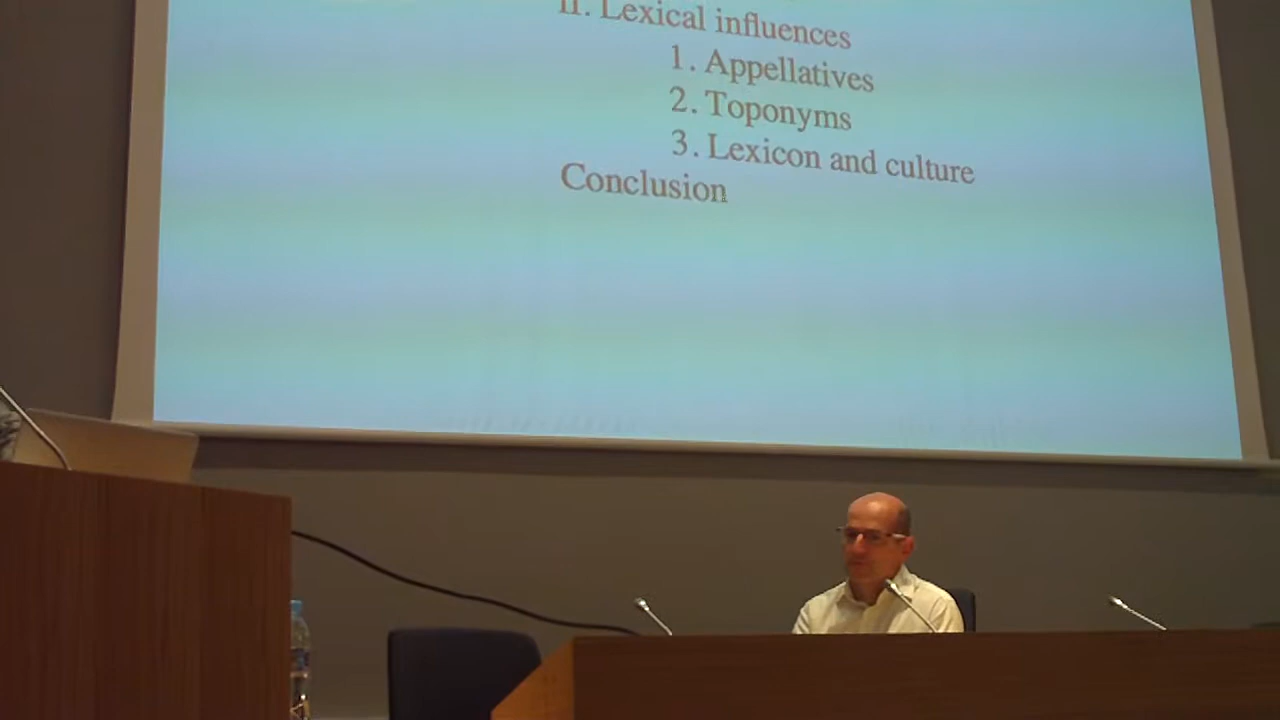 II. Lexical influences
1. Appellatives
2. Toponyms
3. Lexicon and culture
Conclusion